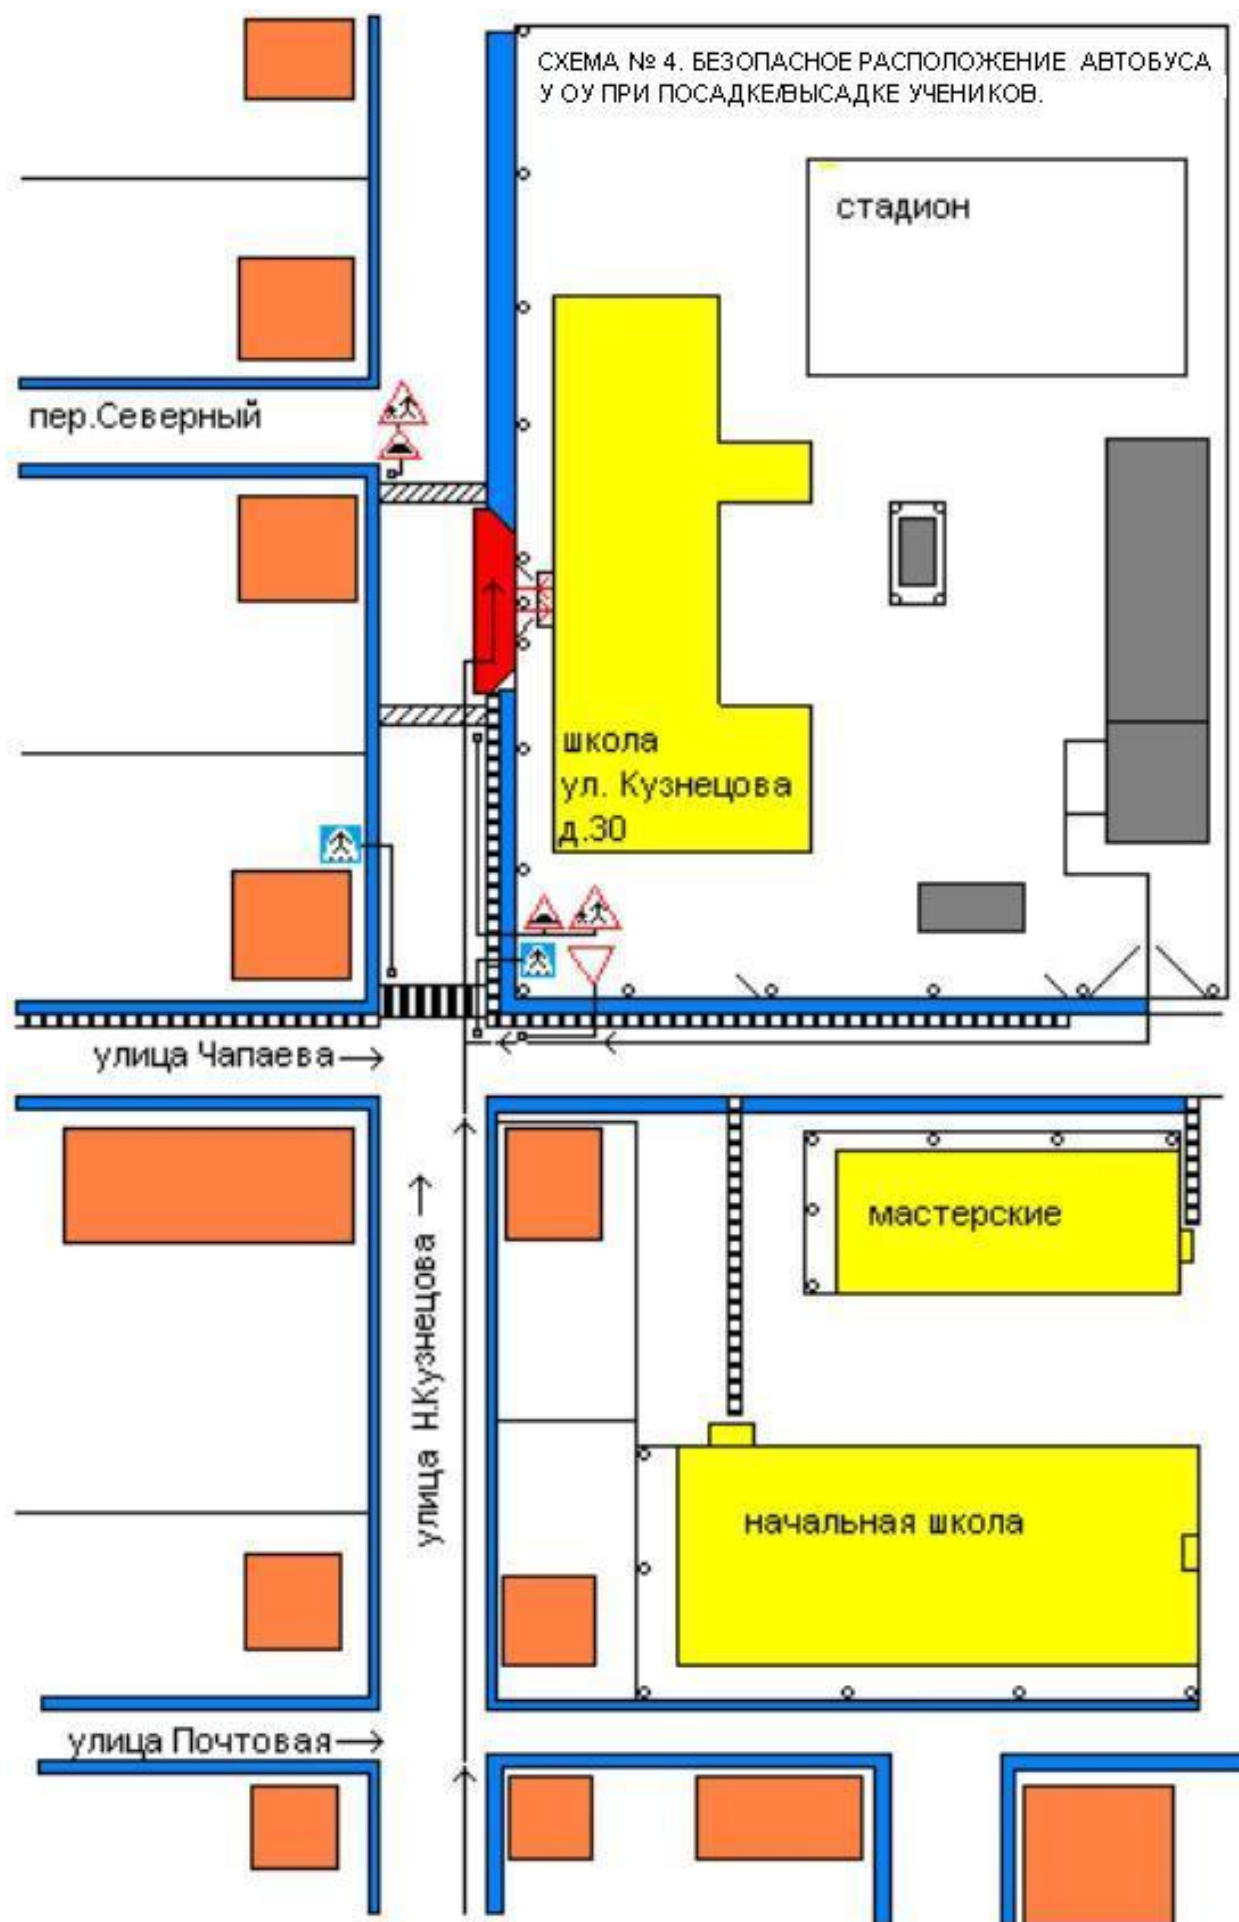 СХЕМА № 4. БЕЗОПАСНОЕ РАСПОЛОЖЕНИЕ АВТОБУСА
У ОУ ПРИ ПОСАДКЕ/ВЫСАДКЕ УЧЕНИКОВ.
стадион
пер.Северный
школа
ул. Кузнецова
д.30
улица Чапаева
мастерские
улица Н.Кузнецова
начальная школа
улица Почтовая